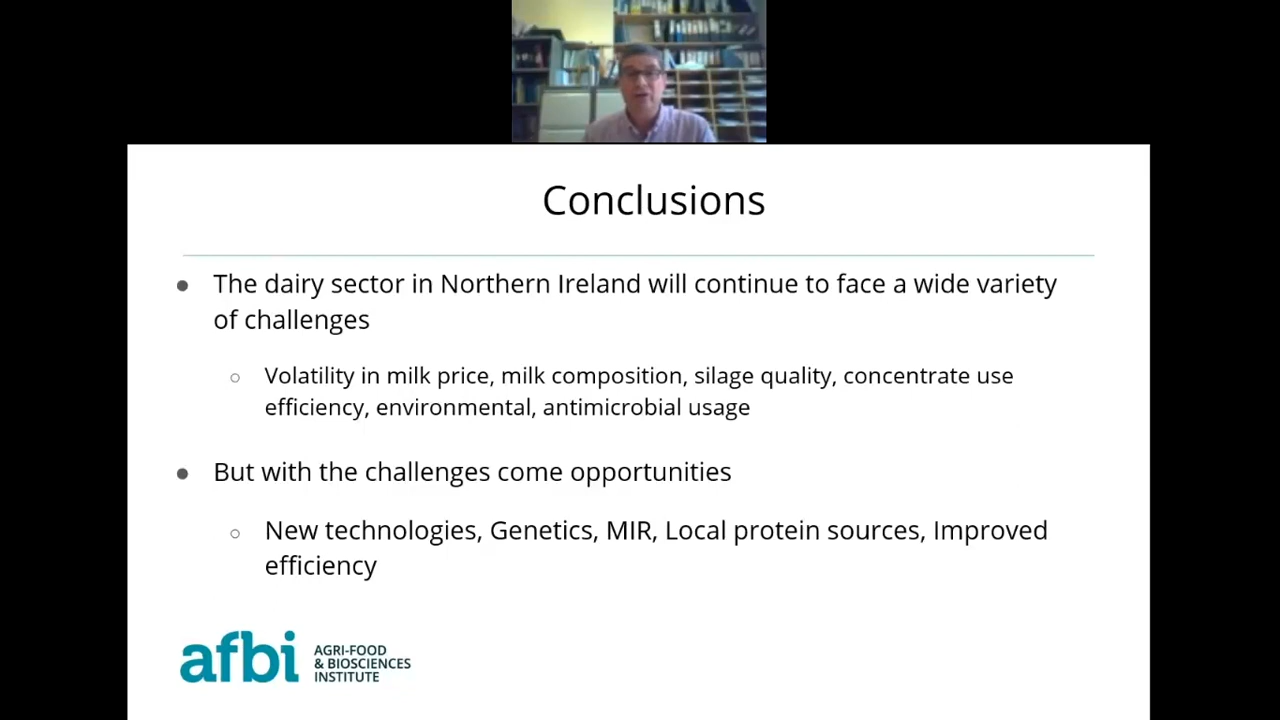 Conclusions
● The dairy sector in Northern Ireland will continue to face a wide variety
of challenges
○ Volatility in milk price, milk composition, silage quality, concentrate use
efficiency, environmental, antimicrobial usage
● But with the challenges come opportunities
○ New technologies, Genetics, MIR, Local protein sources, Improved
efficiency
afbi
AGRI-FOOD
& BIOSCIENCES
INSTITUTE